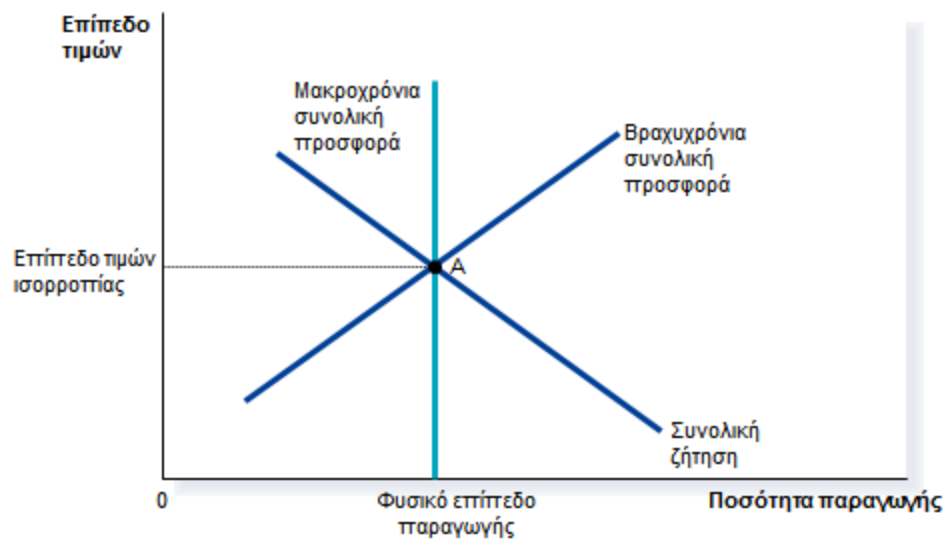 Επίπεδο
τιμών
Μακροχρόνια
συνολική
προσφορά
Βραχυχρόνια
συνολική
προσφορά
Επίπεδο τιμών
ισορροπίας
A
Συνολική
ζήτηση
0
Φυσικό επίπεδο
παραγωγής
Ποσότητα παραγωγής